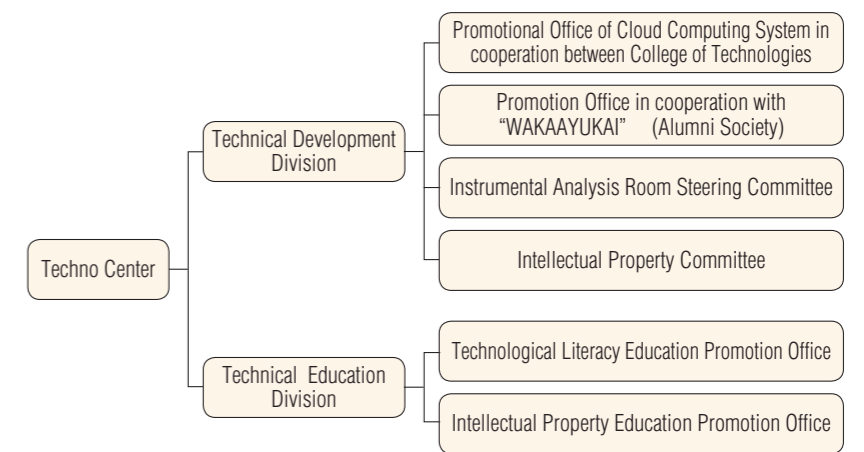 Promotional Office of Cloud Computing System in
cooperation between College of Technologies
Promotion Office in cooperation with
“WAKAAYUKAI” (Alumni Society)
Technical Development
Division
Instrumental Analysis Room Steering Committee
Intellectual Property Committee
Techno Center
Technological Literacy Education Promotion Office
Technical Education
Division
Intellectual Property Education Promotion Office